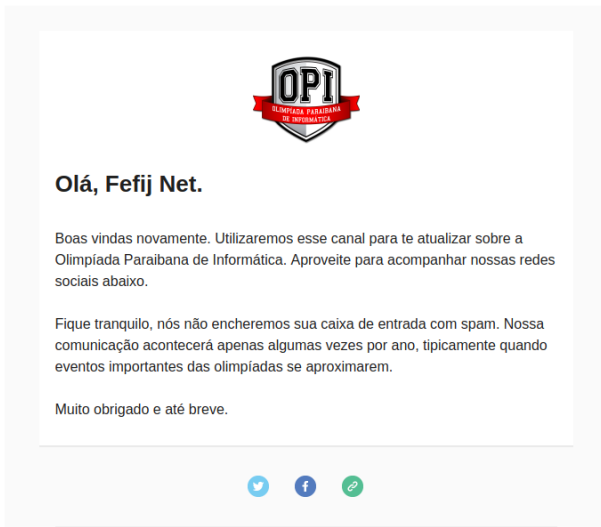 OPI
OLIMPÍADA PARAIBANA
DE INFORMÁTICA
Olá, Fefij Net.
Boas vindas novamente. Utilizaremos esse canal para te atualizar sobre a
Olimpíada Paraibana de Informática. Aproveite para acompanhar nossas redes
sociais abaixo.
Fique tranquilo, nós não encheremos sua caixa de entrada com spam. Nossa
comunicação acontecerá apenas algumas vezes por ano, tipicamente quando
eventos importantes das olimpíadas se aproximarem.
Muito obrigado e até breve.